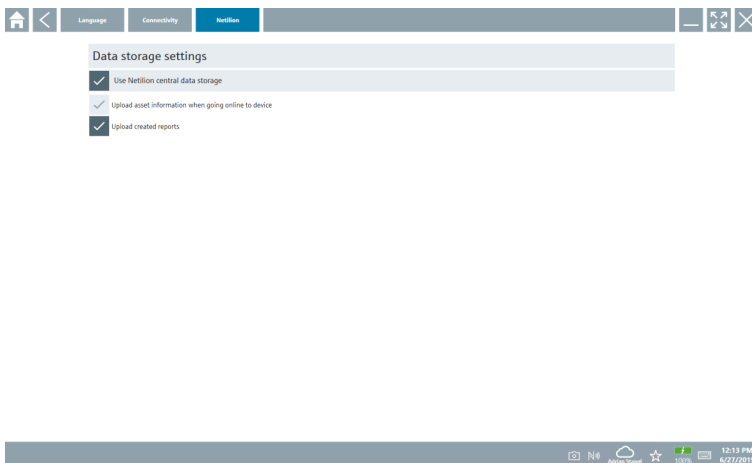 Language
Connectivity
Netilion
Data storage settings
Use Netilion central data storage
Upload asset information when going online to device
Upload created reports
100%
12:13 PM